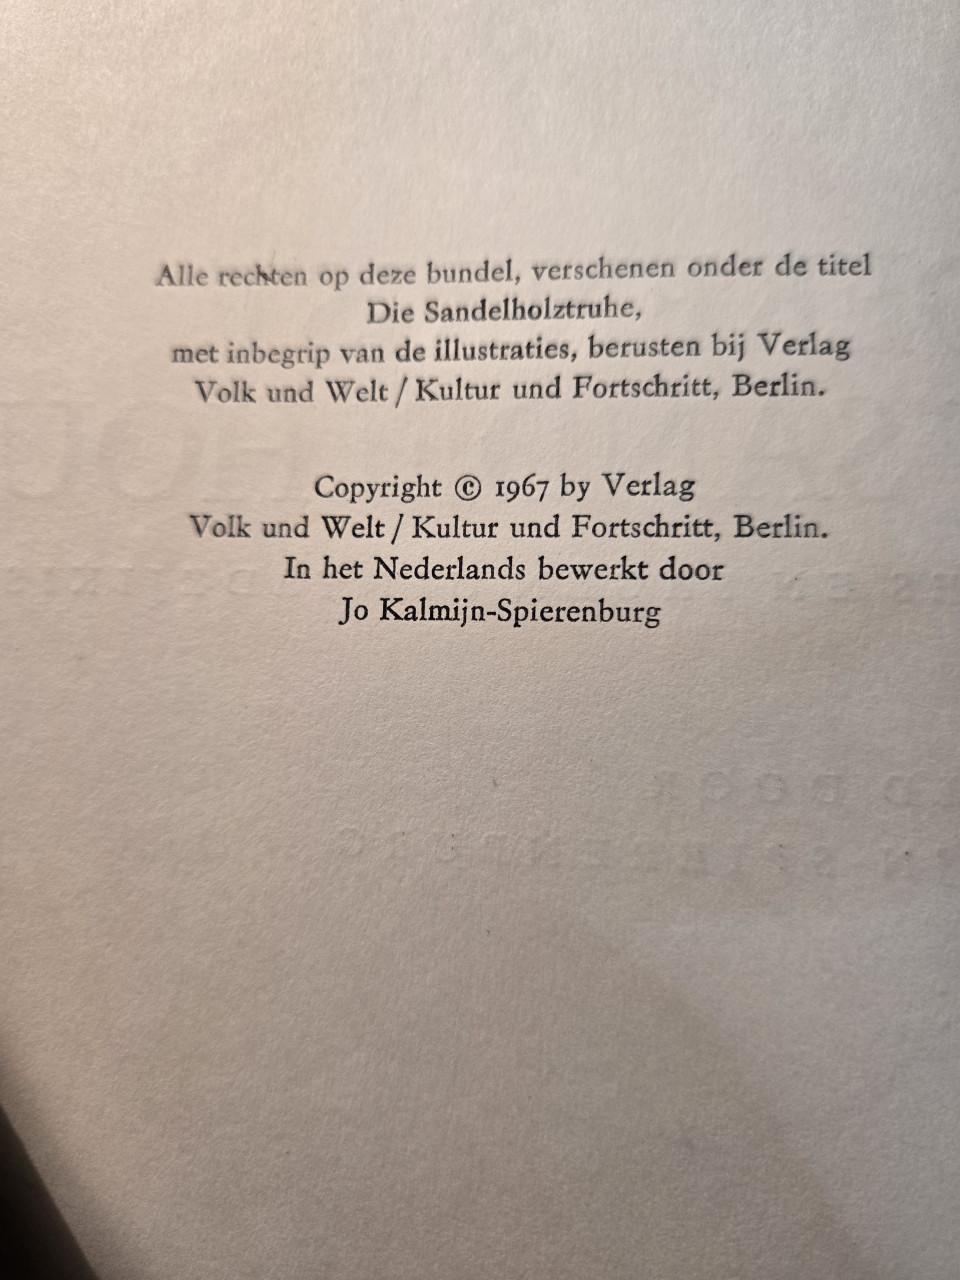 Alle rechten op deze bundel, verschenen onder de titel
Die Sandelholztruhe,
met inbegrip van de illustraties, berusten bij Verlag
Volk und Welt / Kultur und Fortschritt, Berlin.
Copyright © 1967 by Verlag
Volk und Welt / Kultur und Fortschritt, Berlin.
In het Nederlands bewerkt door
Jo Kalmijn-Spierenburg